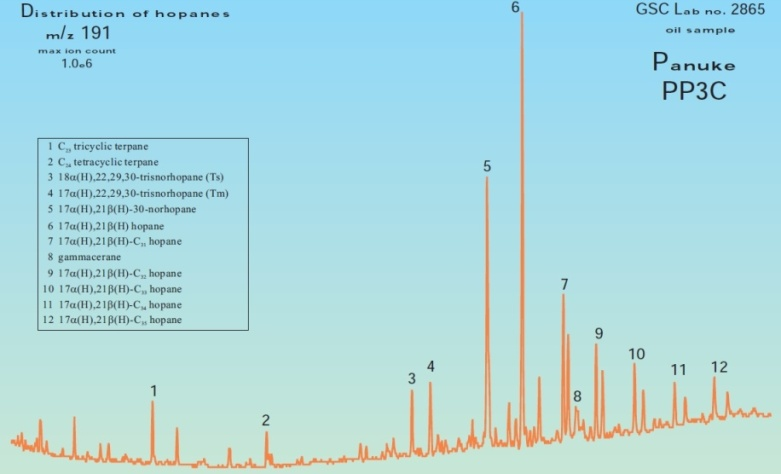 Distribution of hopanes
m/z 191
max ion count
1.0e6
GSC Lab no. 2865
oil sample
Panuke
PP3C
1 C₂₃ tricyclic terpane
2 C₂₄ tetracyclic terpane
3 18α(H),22,29,30-trisnorhopane (Ts)
4 17α(H),22,29,30-trisnorhopane (Tm)
5 17α(H),21β(H)-30-norhopane
6 17α(H),21β(H) hopane
7 17α(H),21β(H)-C₃₁ hopane
8 gammacerane
9 17α(H),21β(H)-C₃₂ hopane
10 17α(H),21β(H)-C₃₃ hopane
11 17α(H),21β(H)-C₃₄ hopane
12 17α(H),21β(H)-C₃₅ hopane
1
2
3
4
5
6
7
8
9
10
11
12